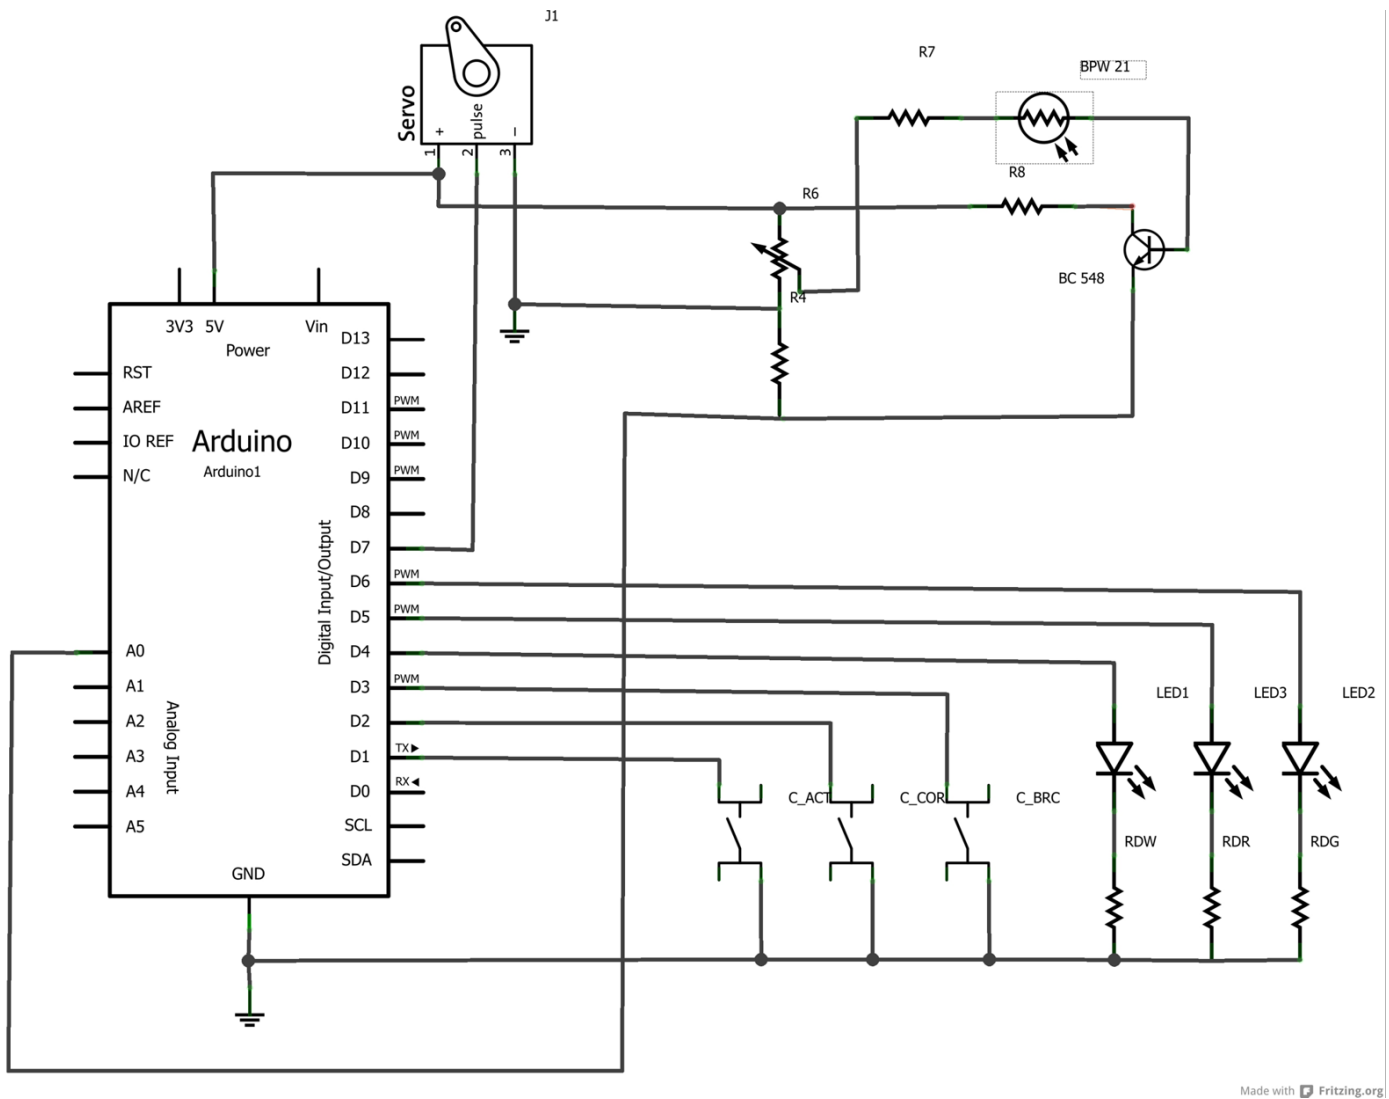 J1
R7
BPW 21
Servo
+
pulse
−
1
2
3
R8
R6
BC 548
R4
3V3
5V
Vin
Power
D13
RST
D12
AREF
D11
PWM
IO REF
Arduino
D10
PWM
N/C
Arduino1
D9
PWM
D8
Digital Input/Output
D7
D6
PWM
D5
PWM
A0
D4
A1
D3
PWM
LED1
LED3
LED2
Analog Input
A2
D2
A3
D1
TX
A4
D0
RX
C_ACT
C_COR
C_BRC
A5
SCL
RDW
RDR
RDG
SDA
GND
Made with Fritzing.org